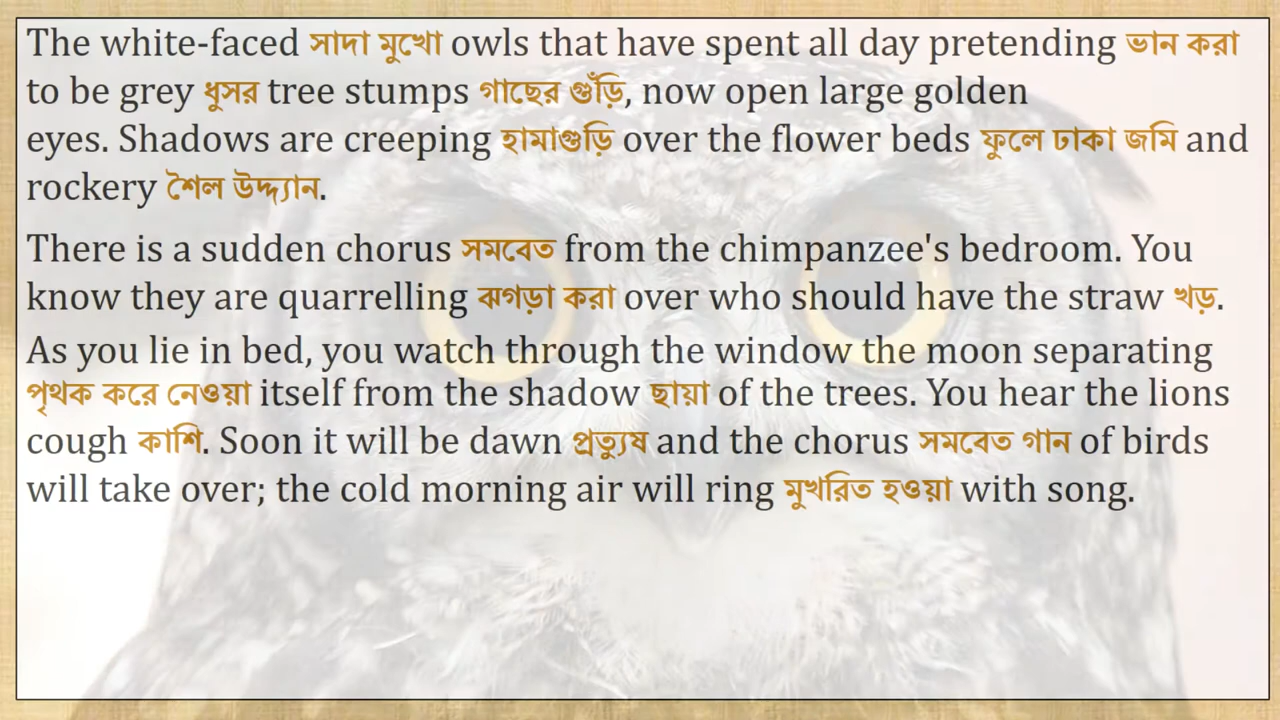 The white-faced সাদা মুখো owls that have spent all day pretending ভান করা
to be grey ধুসর tree stumps গাছের গুঁড়ি, now open large golden
eyes. Shadows are creeping হামাগুড়ি over the flower beds ফুলে ঢাকা জমি and
rockery শৈল উদ্দ্যান.
There is a sudden chorus সমবেত from the chimpanzee's bedroom. You
know they are quarrelling ঝগড়া করা over who should have the straw খড়.
As you lie in bed, you watch through the window the moon separating
পৃথক করে নেওয়া itself from the shadow ছায়া of the trees. You hear the lions
cough কাশি. Soon it will be dawn প্রত্যুষ and the chorus সমবেত গান of birds
will take over; the cold morning air will ring মুখরিত হওয়া with song.